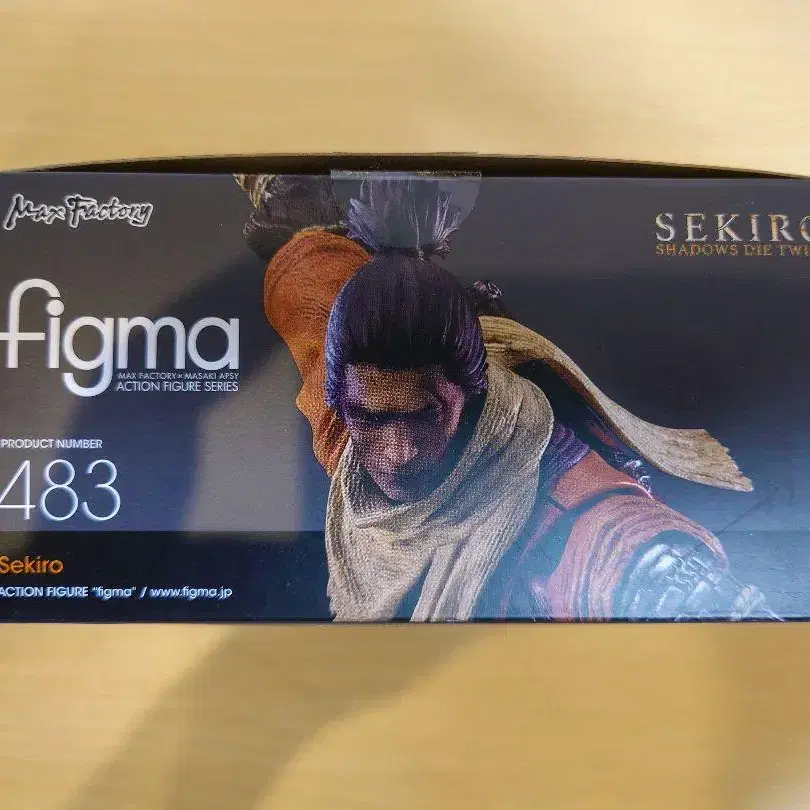 Max Factory
SEKIRO
SHADOWS DIE TWI
figma
MAX FACTORY×MASAKI APSY
ACTION FIGURE SERIES
PRODUCT NUMBER
483
Sekiro
ACTION FIGURE "figma" / www.figma.jp